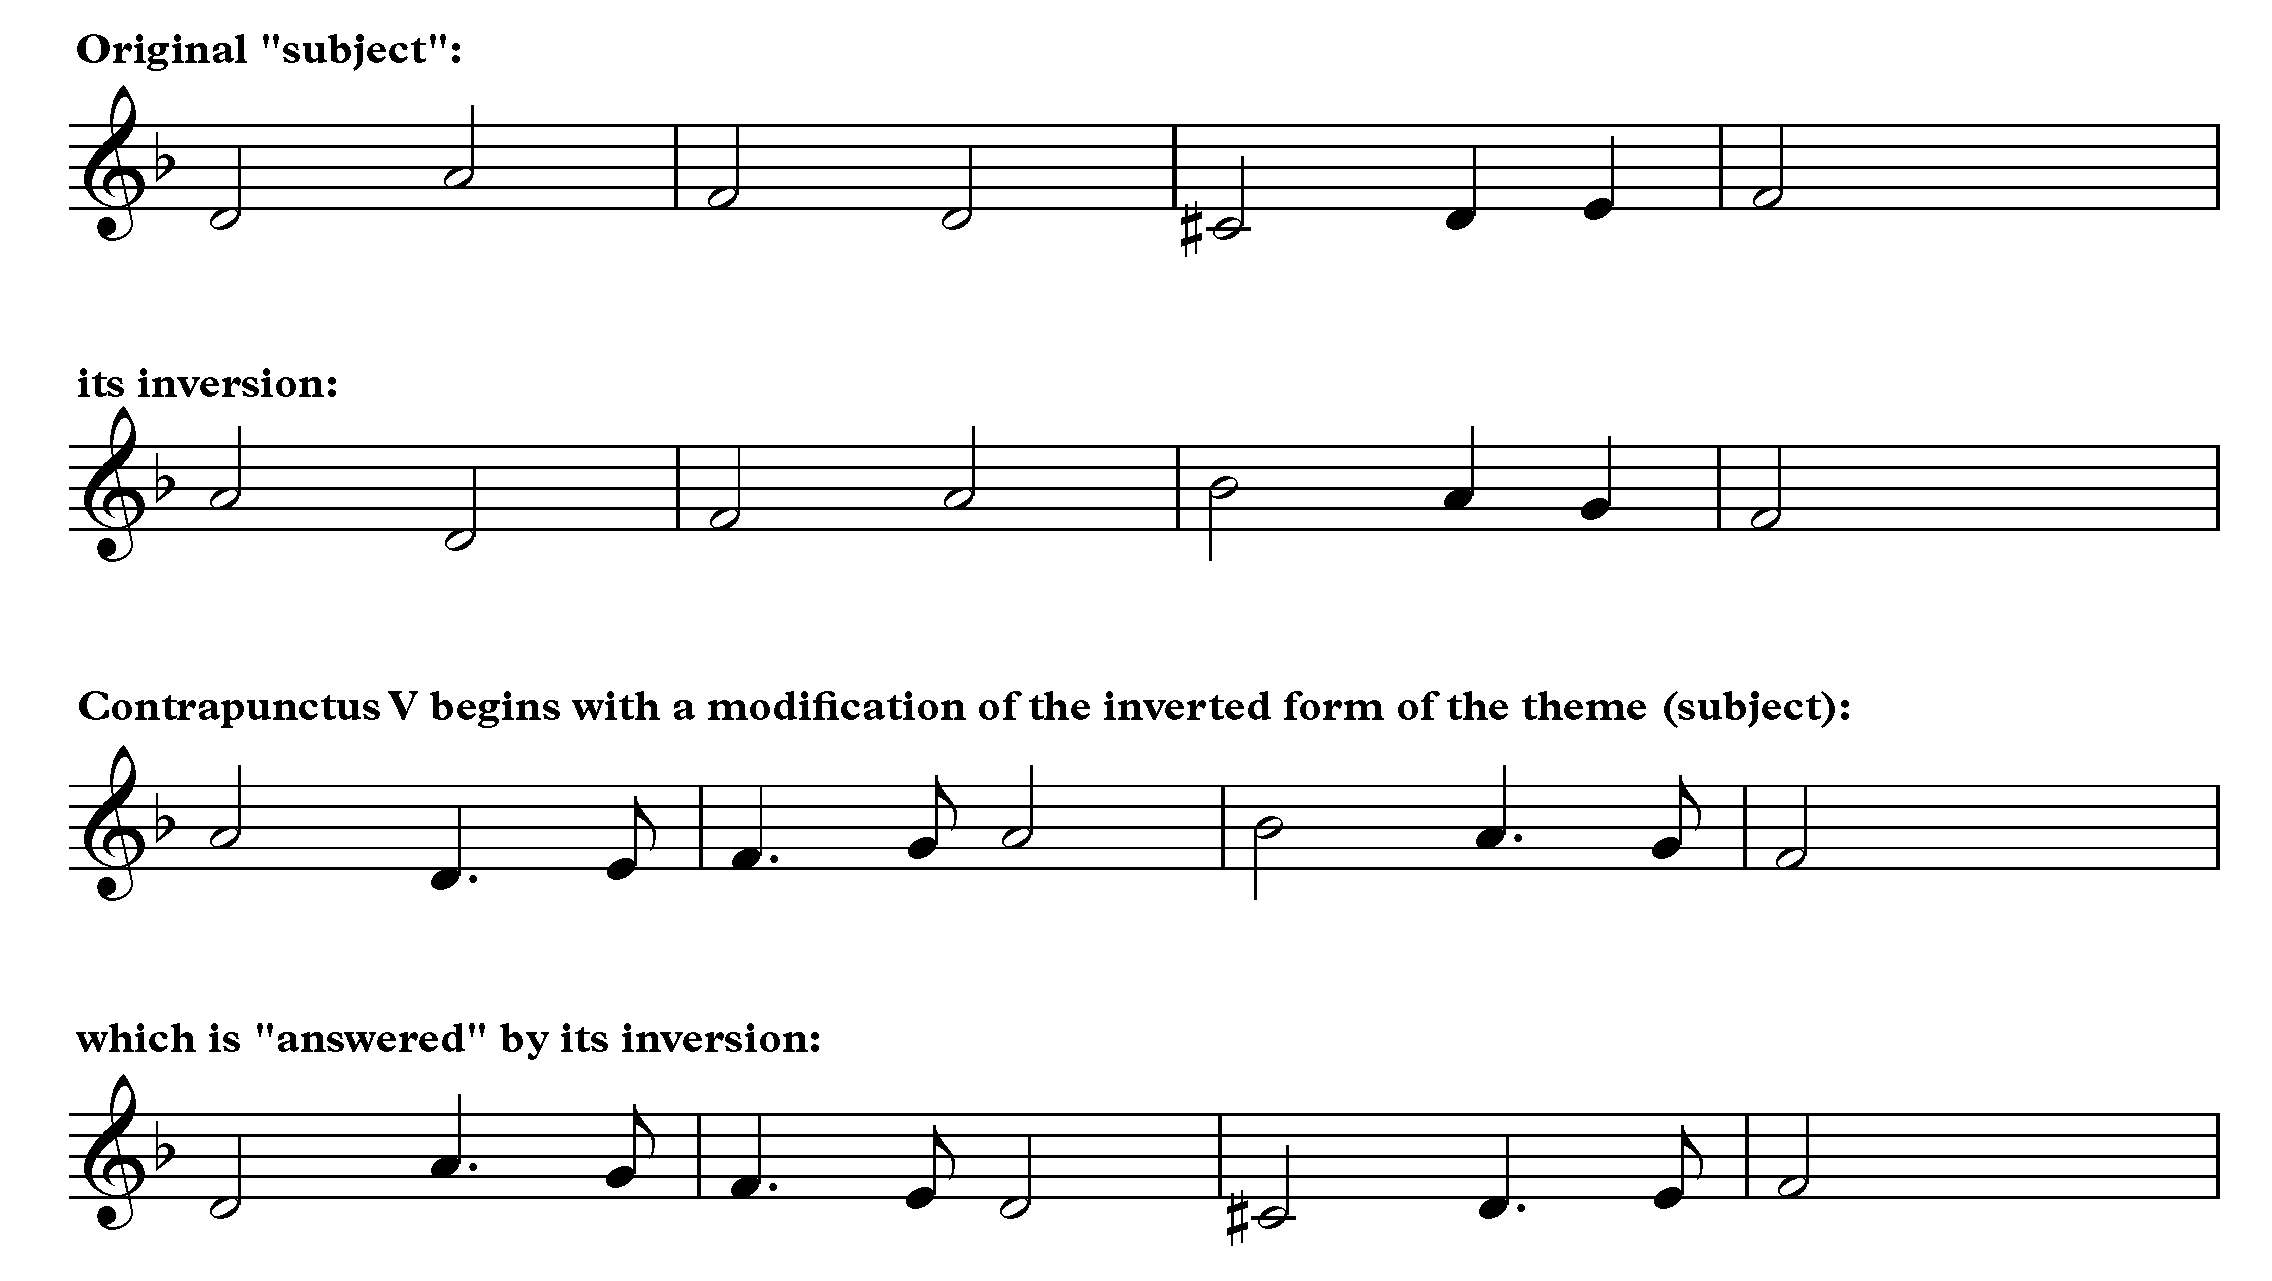 Original "subject":
its inversion:
Contrapunctus V begins with a modification of the inverted form of the theme (subject):
which is "answered" by its inversion: